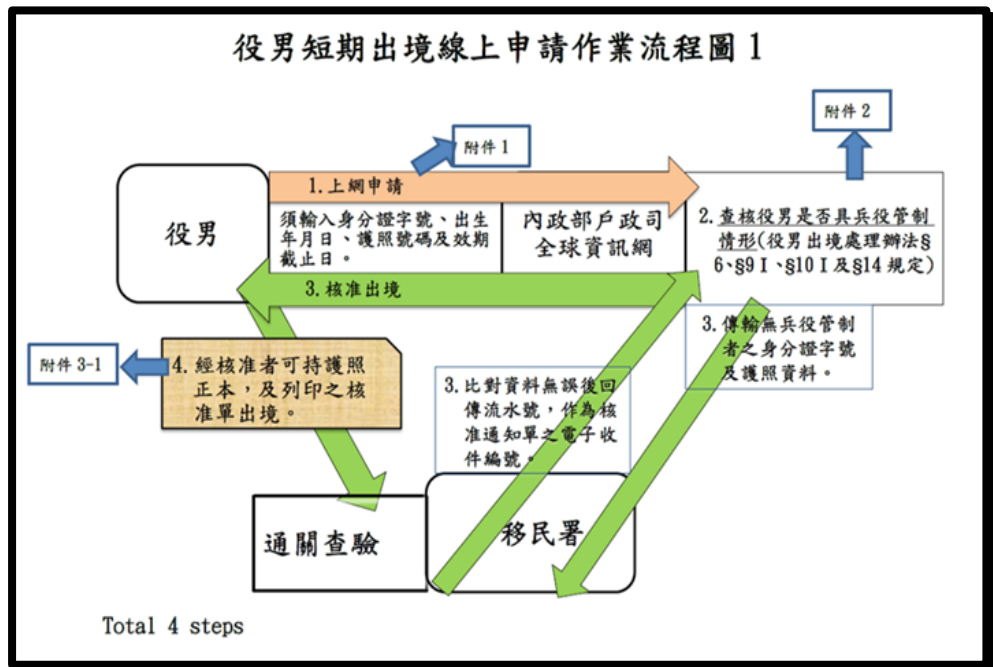 役男短期出境線上申請作業流程圖1
附件2
附件1
1.上網申請
役男
須輸入身分證字號、出生
年月日、護照號碼及效期
截止日。
內政部戶政司
全球資訊網
2.查核役男是否具兵役管制
情形(役男出境處理辦法§
6、§9Ⅰ、§10Ⅰ及§14規定)
3.核准出境
3.傳輸無兵役管制
者之身分證字號
及護照資料。
附件3-1
4.經核准者可持護照
正本，及列印之核
准單出境。
3.比對資料無誤後回
傳流水號，作為核
准通知單之電子收
件編號。
通關查驗
移民署
Total 4 steps